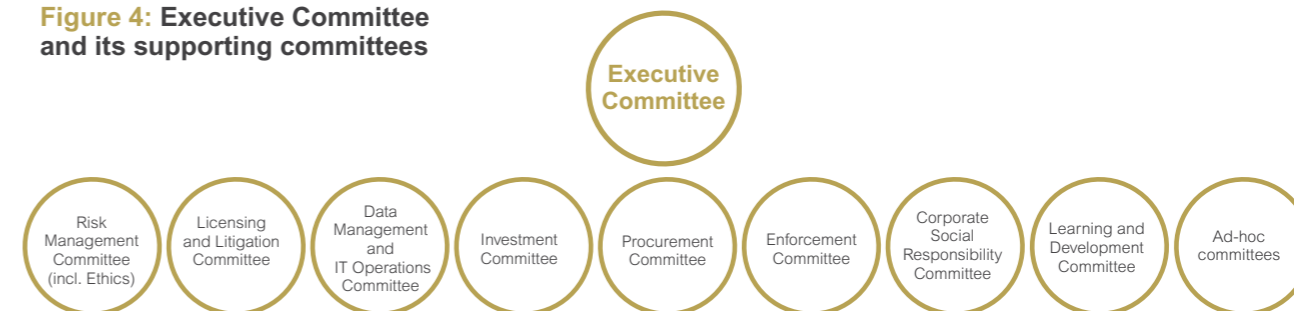 Figure 4: Executive Committee
and its supporting committees
Executive
Committee
Risk
Management
Committee
(incl. Ethics)
Licensing
and Litigation
Committee
Data
Management
and
IT Operations
Committee
Investment
Committee
Procurement
Committee
Enforcement
Committee
Corporate
Social
Responsibility
Committee
Learning and
Development
Committee
Ad-hoc
committees